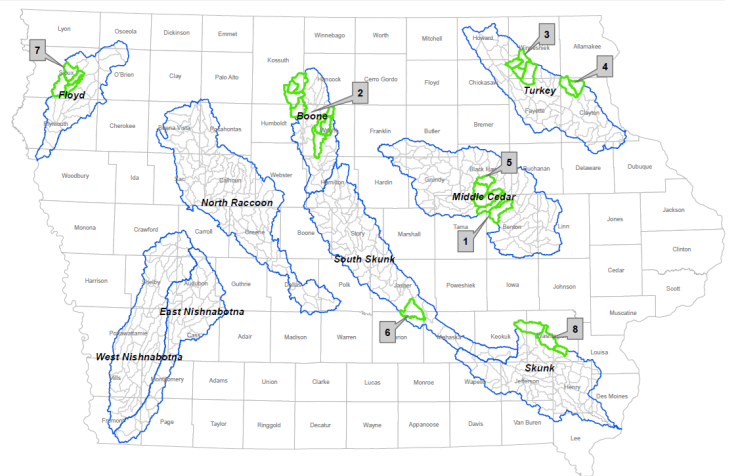 Lyon
Osceola
Dickinson
Emmel
Winnebago
Worth
Mitchell
Howard
Winneshiek
Allamakee
3
7
Sioux
O'Brien
Clay
Palo Alto
Kossuth
Hancock
Cerro Gordo
Floyd
Chickasaw
4
2
Floyd
Turkey
Plymouth
Cherokee
Buena Vista
Pocahontas
Humboldt
Boone
Franklin
Butler
Bremer
Fayette
Clayton
Woodbury
Ida
Sac
Calhoun
Webster
Hamilton
Hardin
Grundy
Black Hawk
5
Buchanan
Delaware
Dubuque
Middle Cedar
North Raccoon
Monona
Crawford
Carroll
Greene
Boone
Story
Marshall
Tama
Benton
Linn
Jones
Jackson
1
Clinton
South Skunk
Harrison
Shelby
Audubon
Guthrie
Dallas
Polk
Jasper
Poweshiek
Iowa
Johnson
Cedar
Scott
Muscatine
East Nishnabotna
Pottawattamie
Cass
Adair
Madison
Warren
6
Marion
Mahaska
Keokuk
8
Louisa
West Nishnabotna
Skunk
Mills
Montgomery
Adams
Union
Clarke
Lucas
Monroe
Wapello
Jefferson
Henry
Des Moines
Fremont
Page
Taylor
Ringgold
Decatur
Wayne
Appanoose
Davis
Van Buren
Lee